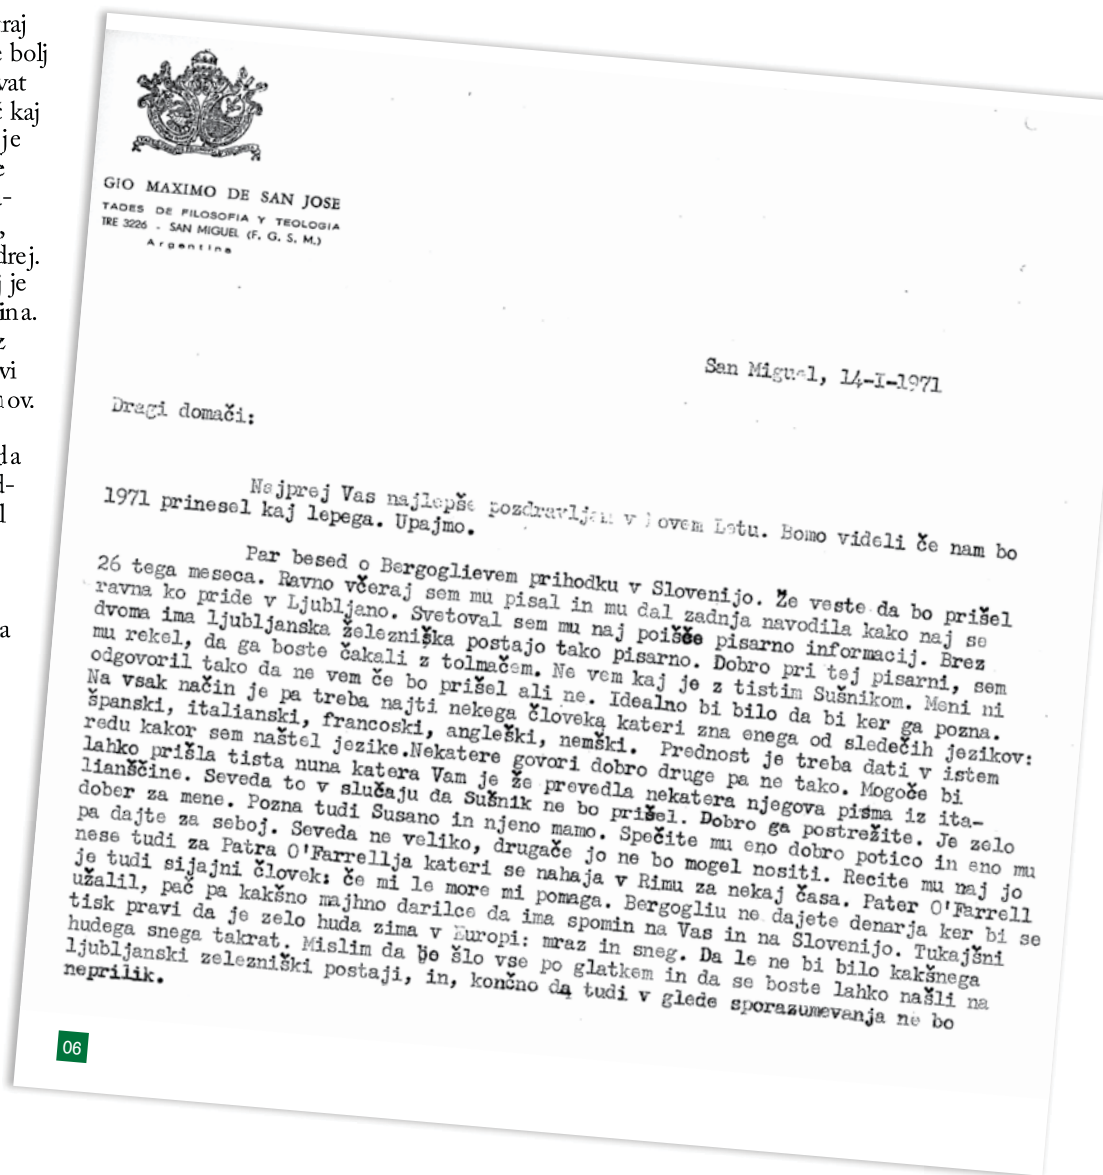 raj
e bolj
vat
č kaj
je
e
-
,
drej.
j je
ina.
z
vi
nov.
da
d-
l
a
GIO MAXIMO DE SAN JOSE
TADES DE FILOSOFIA Y TEOLOGIA
TRE 3226 - SAN MIGUEL (F. G. S. M.)
Argentina
San Miguel, 14-I-1971
Dragi domači:
Najprej Vas najlepše pozdravljam v Novem Letu. Bomo videli če nam bo
1971 prinesel kaj lepega. Upajmo.
Par besed o Bergoglievem prihodku v Slovenijo. Že veste da bo prišel
26 tega meseca. Ravno včeraj sem mu pisal in mu dal zadnja navodila kako naj se
ravna ko pride v Ljubljano. Svetoval sem mu naj poišče pisarno informacij. Brez
dvoma ima ljubljanska železniška postajo tako pisarno. Dobro pri tej pisarni, sem
mu rekel, da ga boste čakali z tolmačem. Ne vem kaj je z tistim Sušnikom. Meni ni
odgovoril tako da ne vem če bo prišel ali ne. Idealno bi bilo da bi ker ga pozna.
Na vsak način je pa treba najti nekega človeka kateri zna enega od sledečih jezikov:
španski, italianski, francoski, angleški, nemški. Prednost je treba dati v istem
redu kakor sem naštel jezike.Nekatere govori dobro druge pa ne tako. Mogoče bi
lahko prišla tista nuna katera Vam je že prevedla nekatera njegova pisma iz ita-
lianščine. Seveda to v slučaju da Sušnik ne bo prišel. Dobro ga postrežite. Je zelo
dober za mene. Pozna tudi Susano in njeno mamo. Spečite mu eno dobro potico in eno mu
pa dajte za seboj. Seveda ne veliko, drugače jo ne bo mogel nositi. Recite mu naj jo
nese tudi za Patra O'Farrellja kateri se nahaja v Rimu za nekaj časa. Pater O'Farrell
je tudi sijajni človek: če mi le more mi pomaga. Bergogliu ne dajete denarja ker bi se
užalil, pač pa kakšno majhno darilce da ima spomin na Vas in na Slovenijo. Tukajšni
tisk pravi da je zelo huda zima v Europi: mraz in sneg. Da le ne bi bilo kakšnega
hudega snega takrat. Mislim da bo šlo vse po glatkem in da se boste lahko našli na
ljubljanski zelezniški postaji, in, končno da tudi v glede sporazumevanja ne bo
neprilik.
06